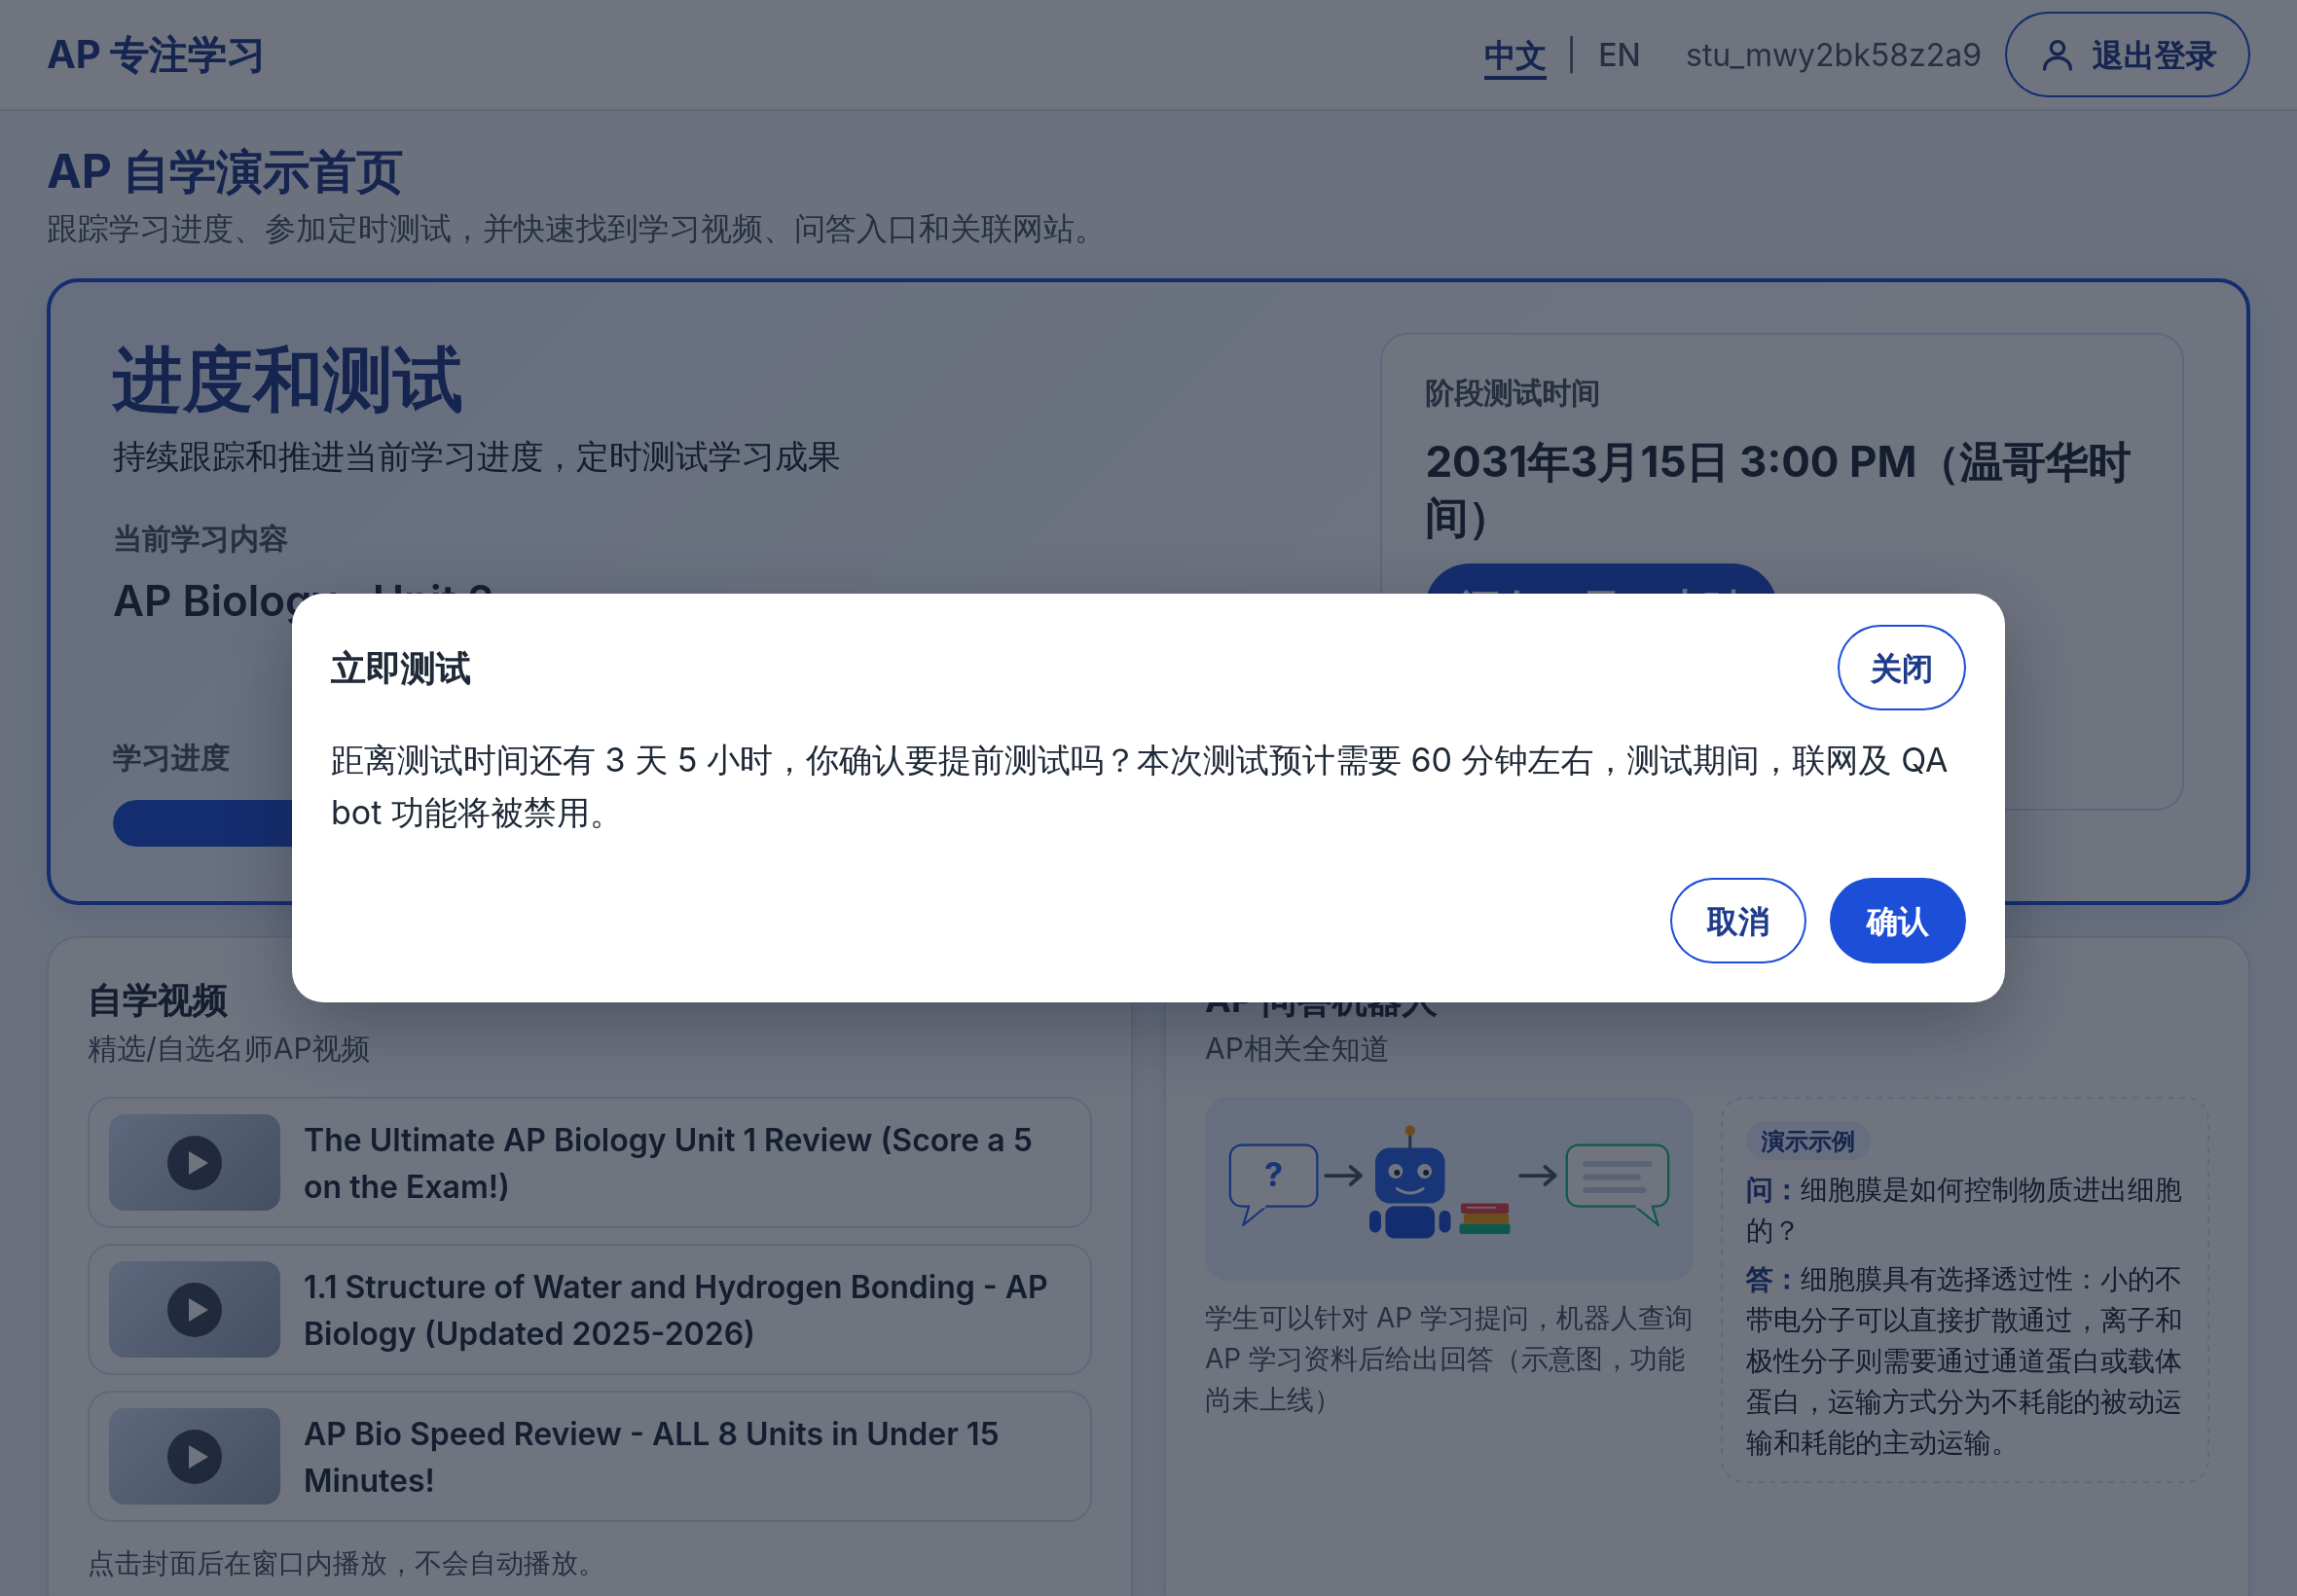 AP 专注学习
中文
EN
stu_mwy2bk58z2a9
退出登录
AP 自学演示首页
跟踪学习进度、参加定时测试，并快速找到学习视频、问答入口和关联网站。
进度和测试
持续跟踪和推进当前学习进度，定时测试学习成果
当前学习内容
AP Biology
学习进度
阶段测试时间
2031年3月15日 3:00 PM（温哥华时
间）
立即测试
关闭
距离测试时间还有 3 天 5 小时，你确认要提前测试吗？本次测试预计需要 60 分钟左右，测试期间，联网及 QA
bot 功能将被禁用。
取消
确认
自学视频
精选/自选名师AP视频
The Ultimate AP Biology Unit 1 Review (Score a 5
on the Exam!)
1.1 Structure of Water and Hydrogen Bonding - AP
Biology (Updated 2025-2026)
AP Bio Speed Review - ALL 8 Units in Under 15
Minutes!
点击封面后在窗口内播放，不会自动播放。
AP 问答机器人
AP相关全知道
?
学生可以针对 AP 学习提问，机器人查询
AP 学习资料后给出回答（示意图，功能
尚未上线）
演示示例
问：细胞膜是如何控制物质进出细胞
的？
答：细胞膜具有选择透过性：小的不
带电分子可以直接扩散通过，离子和
极性分子则需要通过通道蛋白或载体
蛋白，运输方式分为不耗能的被动运
输和耗能的主动运输。